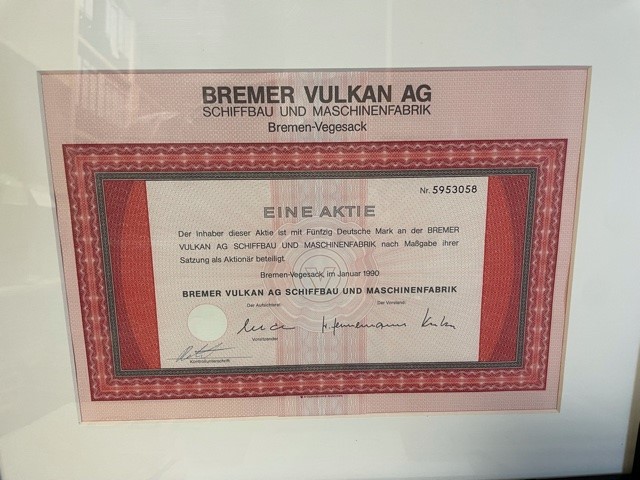 BREMER VULKAN AG
SCHIFFBAU UND MASCHINENFABRIK
Bremen-Vegesack
Nr. 5953058
EINE AKTIE
Der Inhaber dieser Aktie ist mit Fünfzig Deutsche Mark an der BREMER
VULKAN AG SCHIFFBAU UND MASCHINENFABRIK nach Maßgabe ihrer
Satzung als Aktionär beteiligt.
Bremen-Vegesack, im Januar 1990
BREMER VULKAN AG SCHIFFBAU UND MASCHINENFABRIK
Der Aufsichtsrat Der Vorstand:
Vorsitzender
Kontrollunterschrift